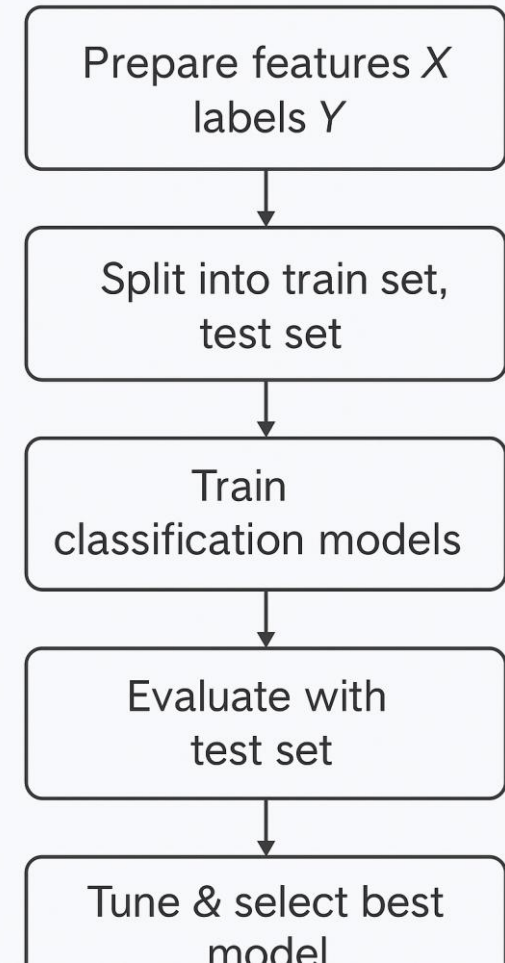 Prepare features X
labels Y
Split into train set,
test set
Train
classification models
Evaluate with
test set
Tune & select best
model